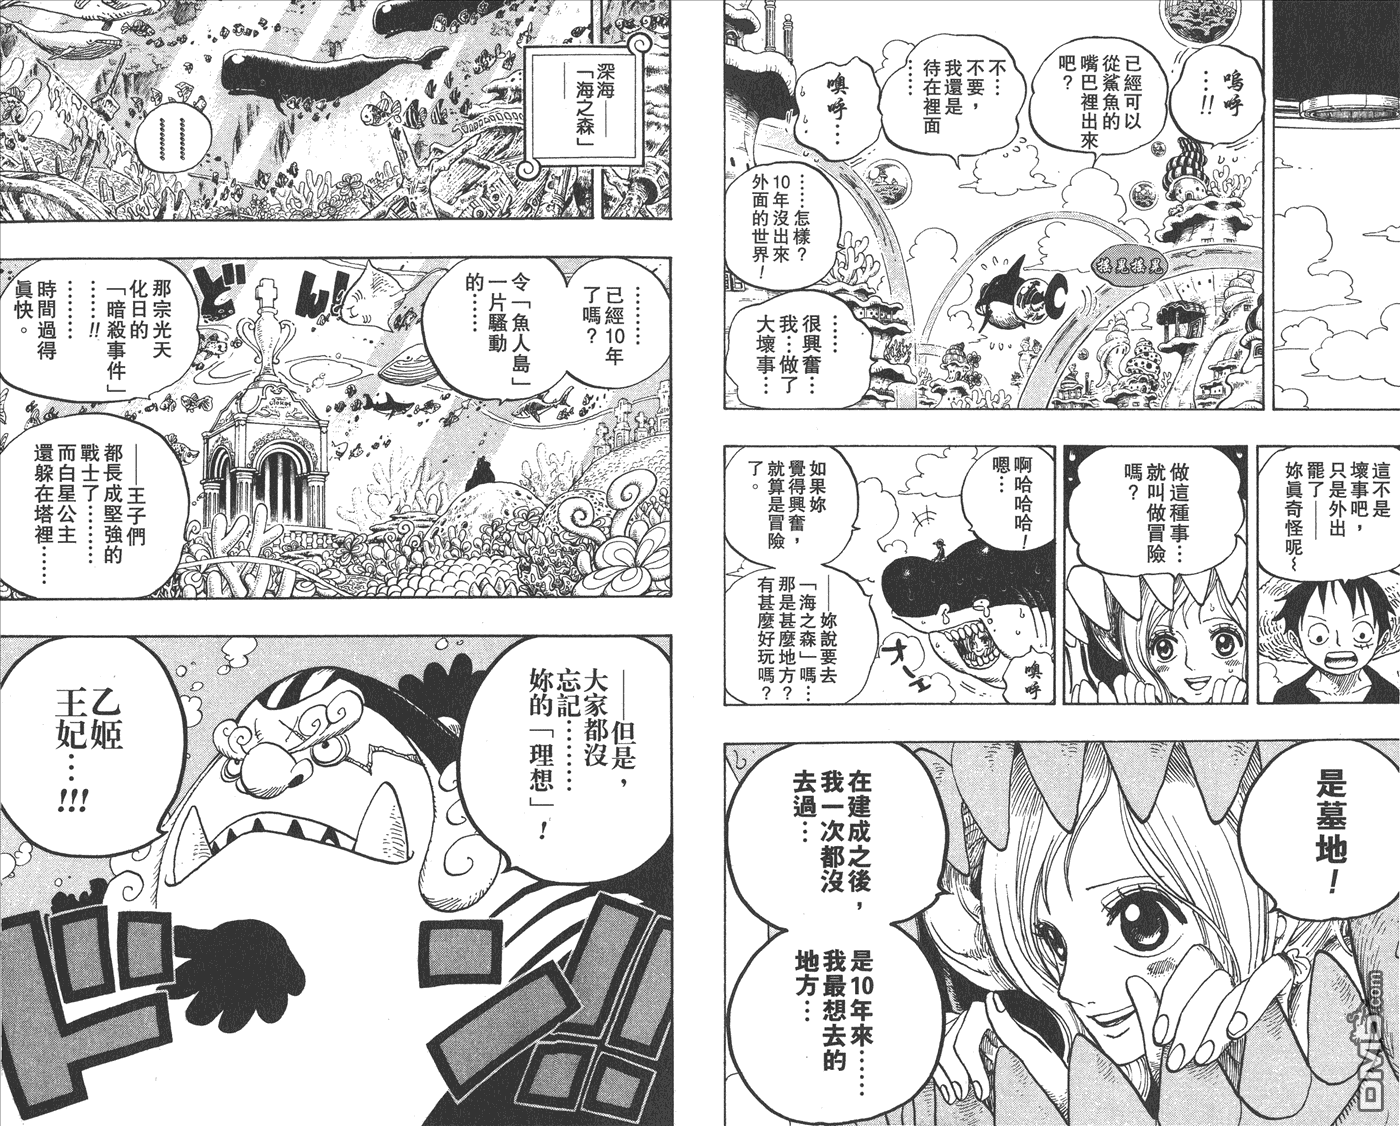 嗚呼
…!!
已經可以
從鯊魚的
嘴巴裡出來
吧？
不…
不要，
我還是
待在裡面
………
噢呼…
………怎樣？
10年沒出來
外面的世界！
………
很興奮…
我…做了
大壞事…
這不是
壞事吧，
只是外出
罷了——
妳真奇怪呢~
做這種事…
就叫做冒險
嗎？
啊哈哈哈！
嗯…
如果妳
覺得興奮，
就算是冒險
了。
噢呼
——妳說要去
「海之森」嗎…
那是甚麼地方？
有甚麼好玩嗎？
是墓地！
在建成之後，
我一次都沒
去過…
是10年來……
我最想去的
地方…
深海——
「海之森」
………
已經10年
了嗎？
令「魚人島」
一片騷動
的………
那宗光天
化日的
「暗殺事件」
………!!
………
時間過得
真快。
——王子們
都長成堅強的
戰士了………
而白星公主
還躲在塔裡……
ドン
——但是，
大家都沒
忘記………
妳的「理想」！
乙姬
王妃…!!!